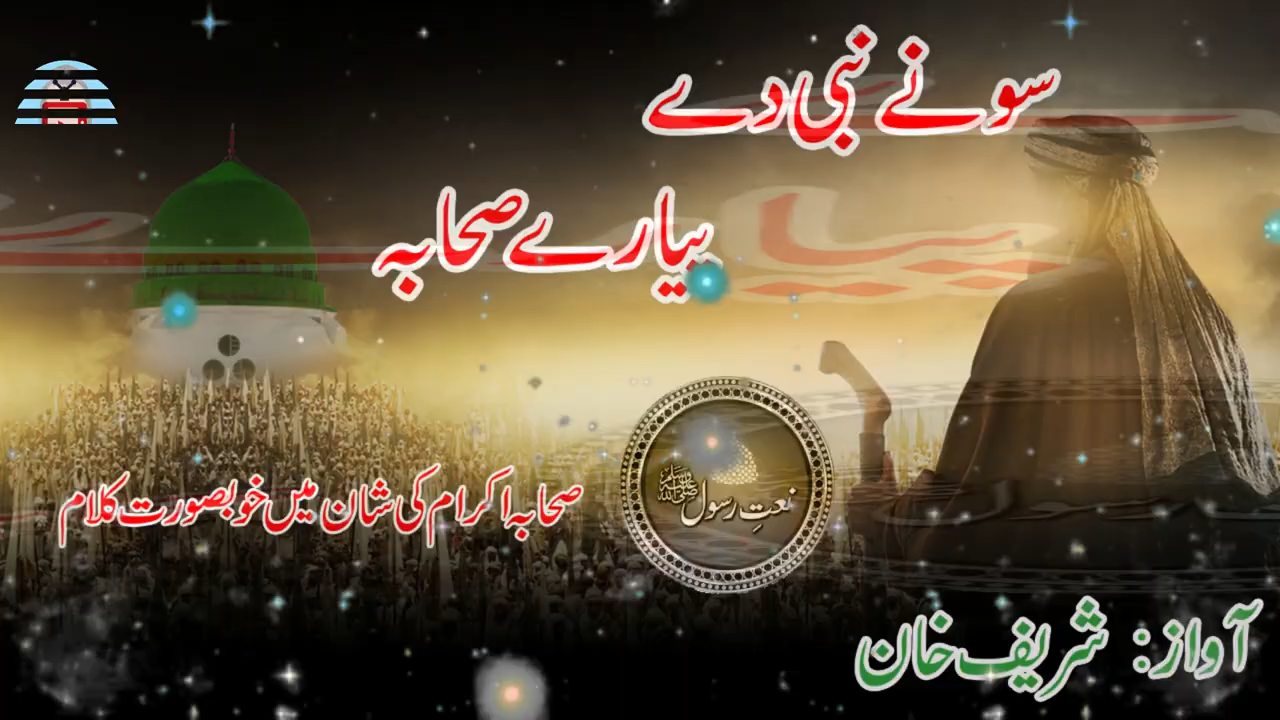 سونے نبی دے
پیارے صحابہ
صحابہ اکرام کی شان میں خوبصورت کلام
نعتِ رسول ﷺ
آواز: شریف خان